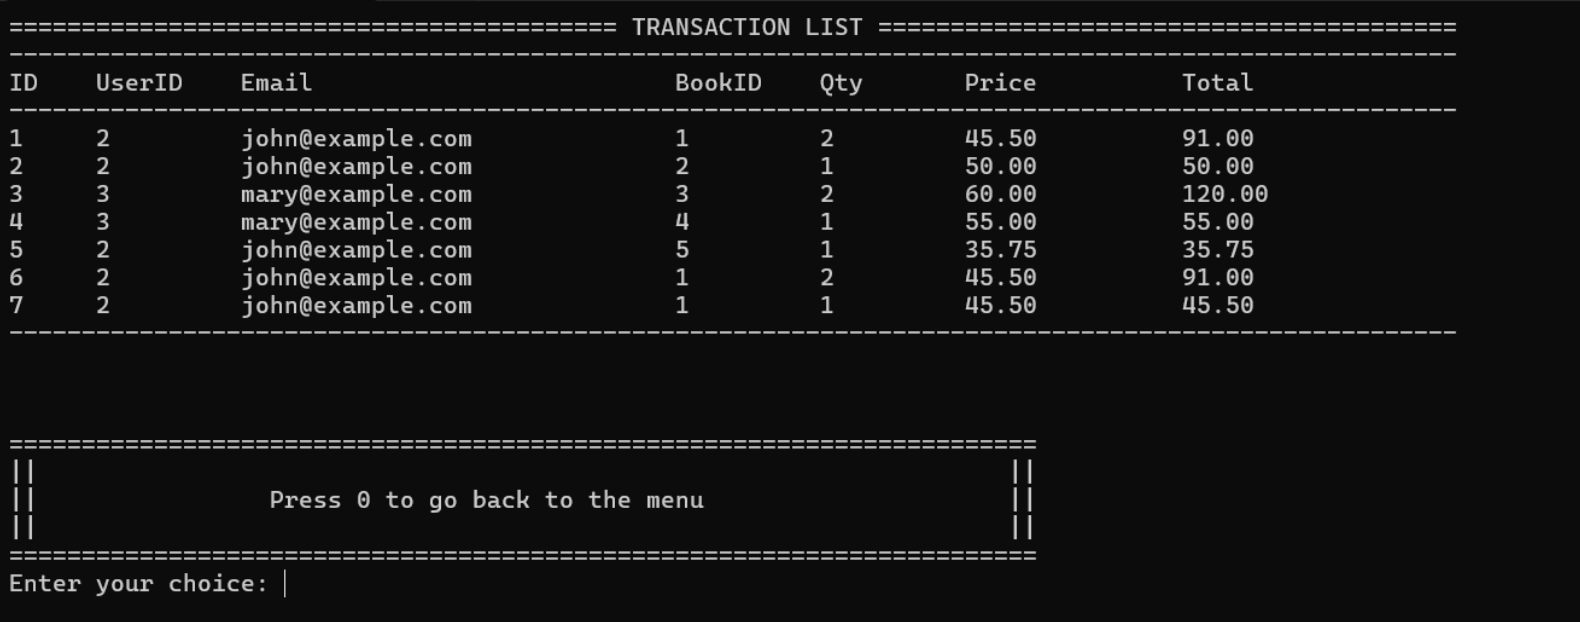 ========================================== TRANSACTION LIST ========================================
----------------------------------------------------------------------------------------------------
ID    UserID    Email                         BookID    Qty       Price          Total
----------------------------------------------------------------------------------------------------
1     2         john@example.com              1         2         45.50          91.00
2     2         john@example.com              2         1         50.00          50.00
3     3         mary@example.com              3         2         60.00          120.00
4     3         mary@example.com              4         1         55.00          55.00
5     2         john@example.com              5         1         35.75          35.75
6     2         john@example.com              1         2         45.50          91.00
7     2         john@example.com              1         1         45.50          45.50
----------------------------------------------------------------------------------------------------
=======================================================================
||                                                                   ||
||                Press 0 to go back to the menu                     ||
||                                                                   ||
=======================================================================
Enter your choice: